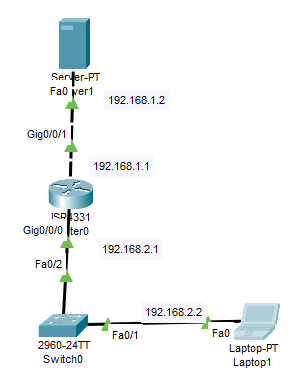 Server-PT
Fa0 ver1
192.168.1.2
Gig0/0/1
192.168.1.1
ISR4331
Gig0/0/0 ter0
192.168.2.1
Fa0/2
192.168.2.2
Fa0/1
Fa0
2960-24TT
Switch0
Laptop-PT
Laptop1